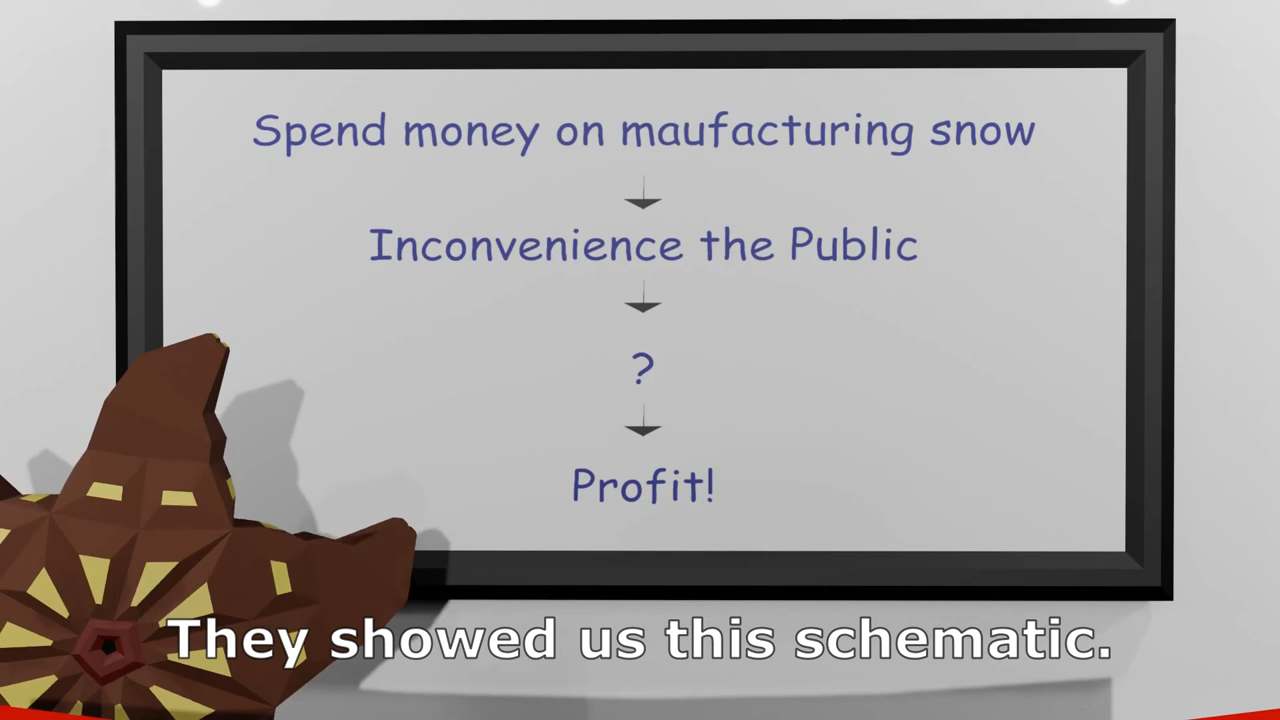 Spend money on maufacturing snow
Inconvenience the Public
?
Profit!
They showed us this schematic.